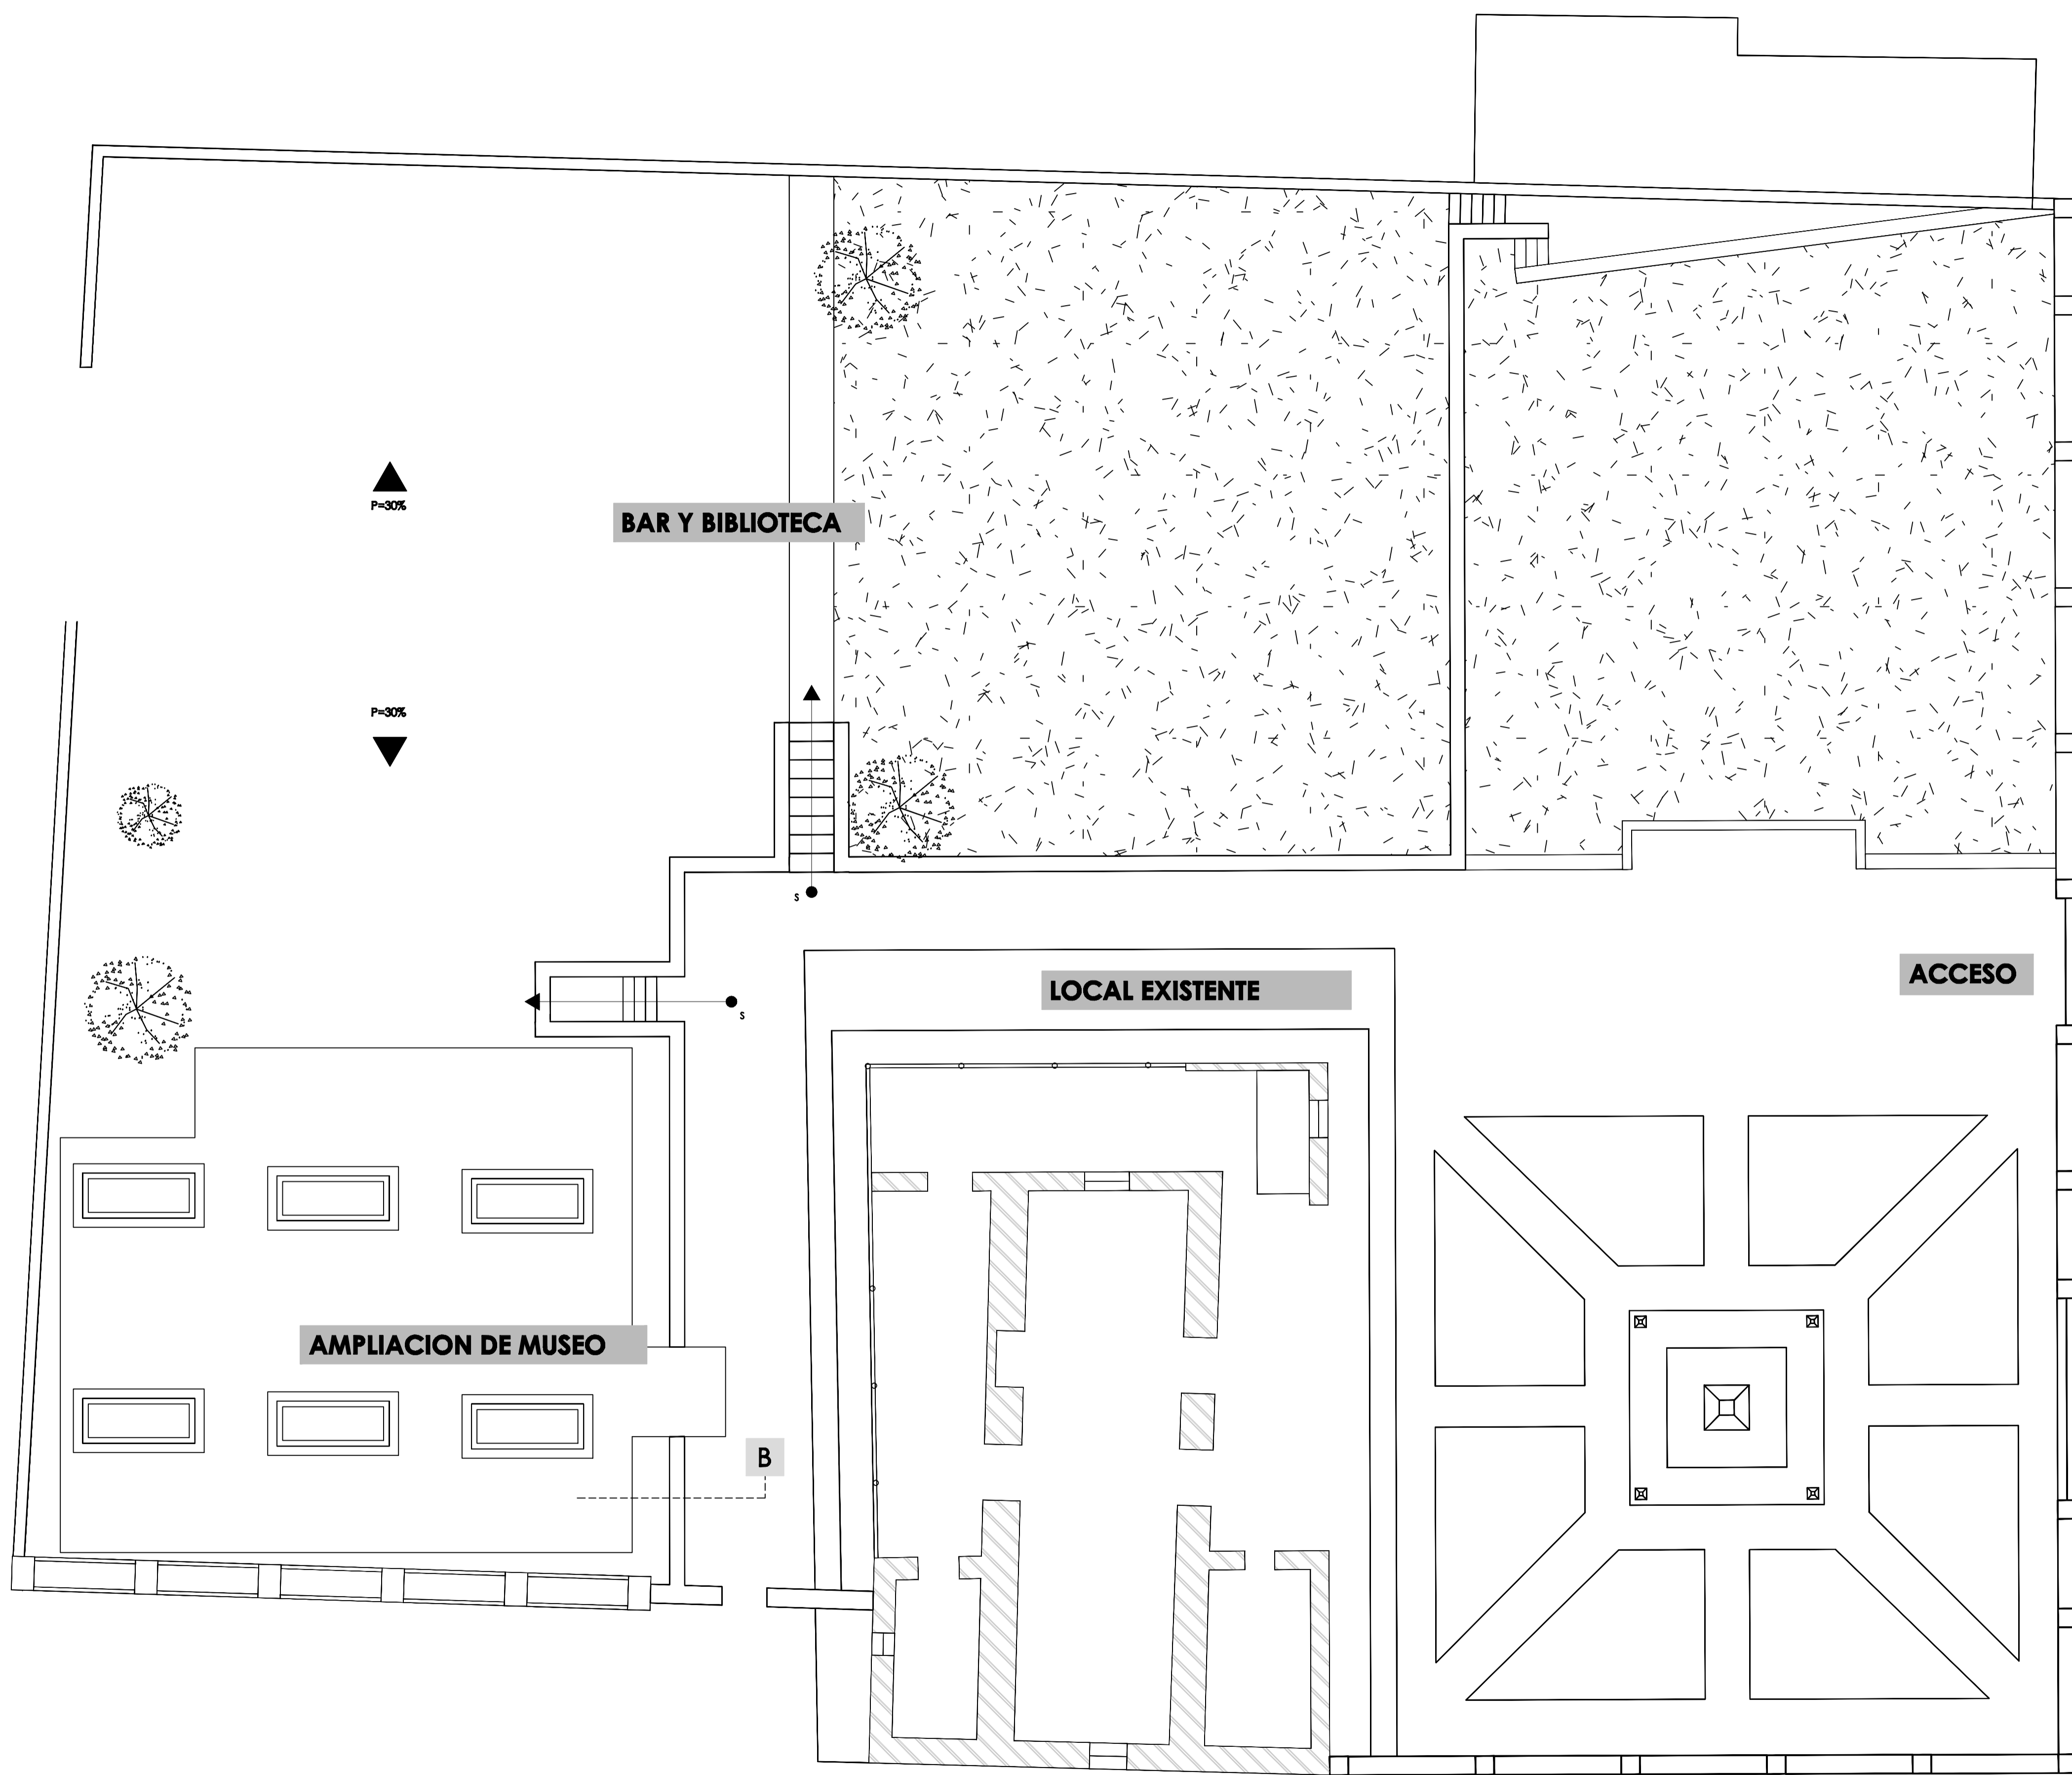 P=30%
BAR Y BIBLIOTECA
P=30%
S
LOCAL EXISTENTE
ACCESO
S
AMPLIACION DE MUSEO
B